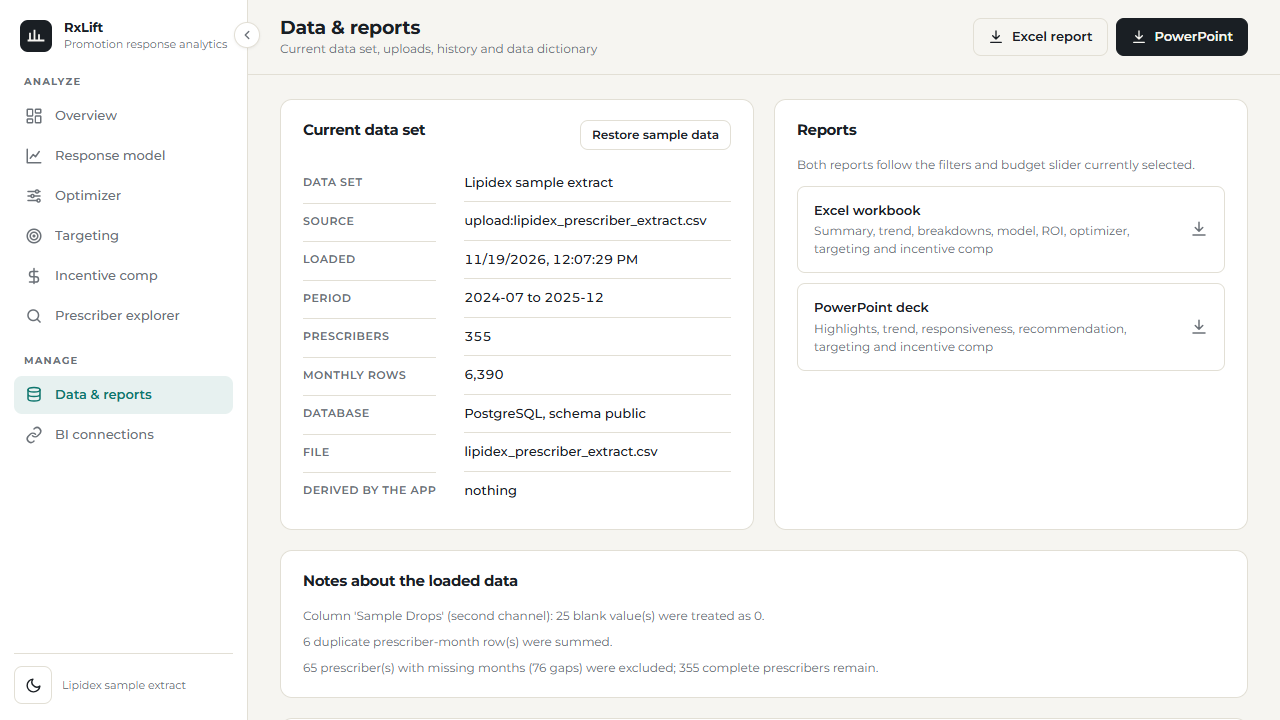 RxLift
Promotion response analytics
ANALYZE
Overview
Response model
Optimizer
Targeting
Incentive comp
Prescriber explorer
MANAGE
Data & reports
BI connections
Lipidex sample extract
Data & reports
Current data set, uploads, history and data dictionary
Excel report
PowerPoint
Current data set
Restore sample data
DATA SET Lipidex sample extract
SOURCE upload:lipidex_prescriber_extract.csv
LOADED 11/19/2026, 12:07:29 PM
PERIOD 2024-07 to 2025-12
PRESCRIBERS 355
MONTHLY ROWS 6,390
DATABASE PostgreSQL, schema public
FILE lipidex_prescriber_extract.csv
DERIVED BY THE APP nothing
Reports
Both reports follow the filters and budget slider currently selected.
Excel workbook
Summary, trend, breakdowns, model, ROI, optimizer,
targeting and incentive comp
PowerPoint deck
Highlights, trend, responsiveness, recommendation,
targeting and incentive comp
Notes about the loaded data
Column 'Sample Drops' (second channel): 25 blank value(s) were treated as 0.
6 duplicate prescriber-month row(s) were summed.
65 prescriber(s) with missing months (76 gaps) were excluded; 355 complete prescribers remain.